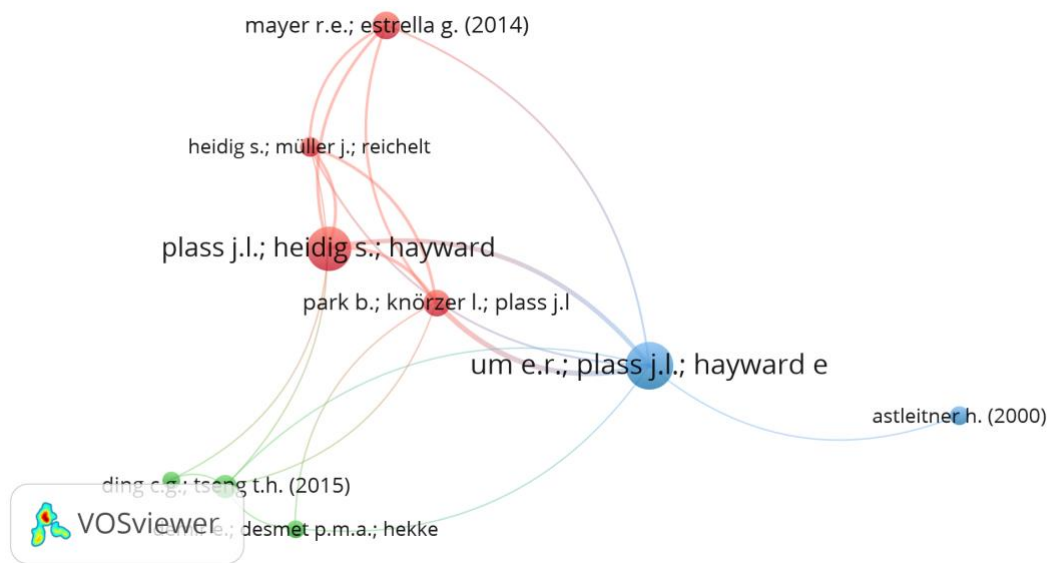 mayer r.e.; estrella g. (2014)
heidig s.; müller j.; reichelt
plass j.l.; heidig s.; hayward
park b.; knörzer l.; plass j.l
um e.r.; plass j.l.; hayward e
astleitner h. (2000)
ding c.g.; tseng t.h. (2015)
VOSviewer
e.; desmet p.m.a.; hekke